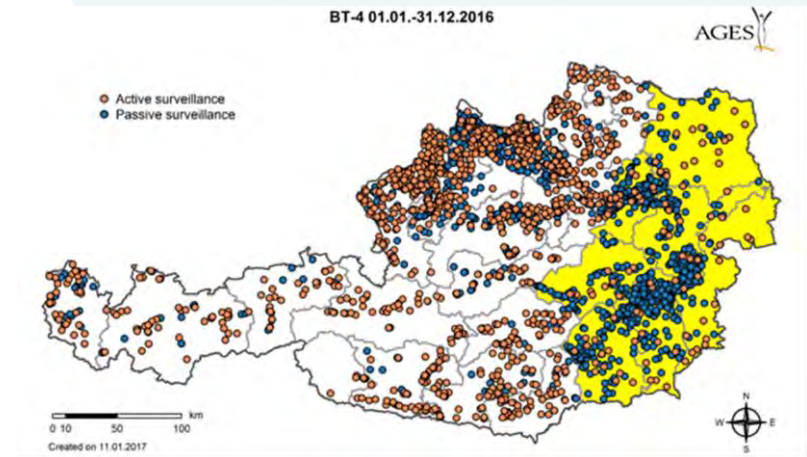 BT-4 01.01.-31.12.2016
AGES
Active surveillance
Passive surveillance
km
0 10 50 100
Created on 11.01.2017
N
W E
S